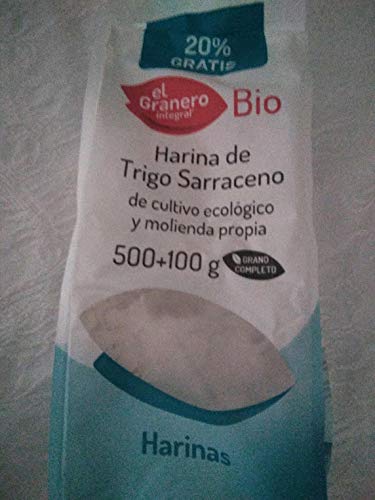 20%
GRATIS
el
Granero
integral
Bio
Harina de
Trigo Sarraceno
de cultivo ecológico
y molienda propia
500+100 g
GRANO
COMPLETO
Harinas